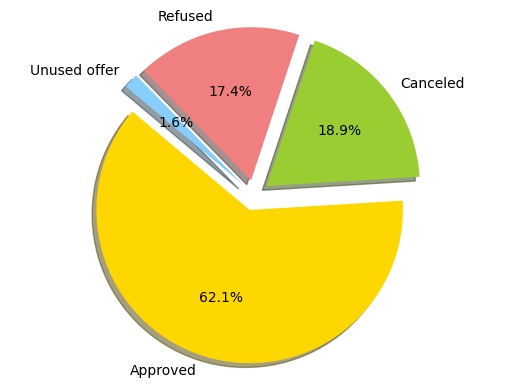 Refused
Unused offer
Canceled
17.4%
1.6%
18.9%
62.1%
Approved